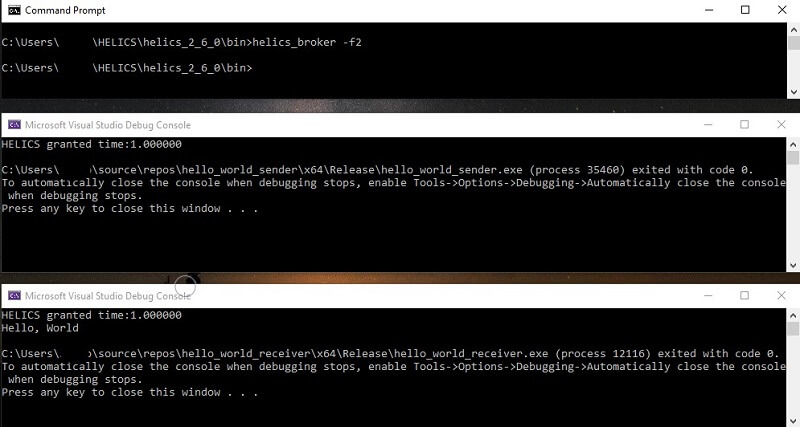 Command Prompt
C:\Users\ \HELICS\helics_2_6_0\bin>helics_broker -f2
C:\Users\ \HELICS\helics_2_6_0\bin>
Microsoft Visual Studio Debug Console
HELICS granted time:1.000000
C:\Users\ \source\repos\hello_world_sender\x64\Release\hello_world_sender.exe (process 35460) exited with code 0.
To automatically close the console when debugging stops, enable Tools->Options->Debugging->Automatically close the console
when debugging stops.
Press any key to close this window . . .
Microsoft Visual Studio Debug Console
HELICS granted time:1.000000
Hello, World
C:\Users\ \source\repos\hello_world_receiver\x64\Release\hello_world_receiver.exe (process 12116) exited with code 0.
To automatically close the console when debugging stops, enable Tools->Options->Debugging->Automatically close the console
when debugging stops.
Press any key to close this window . . .